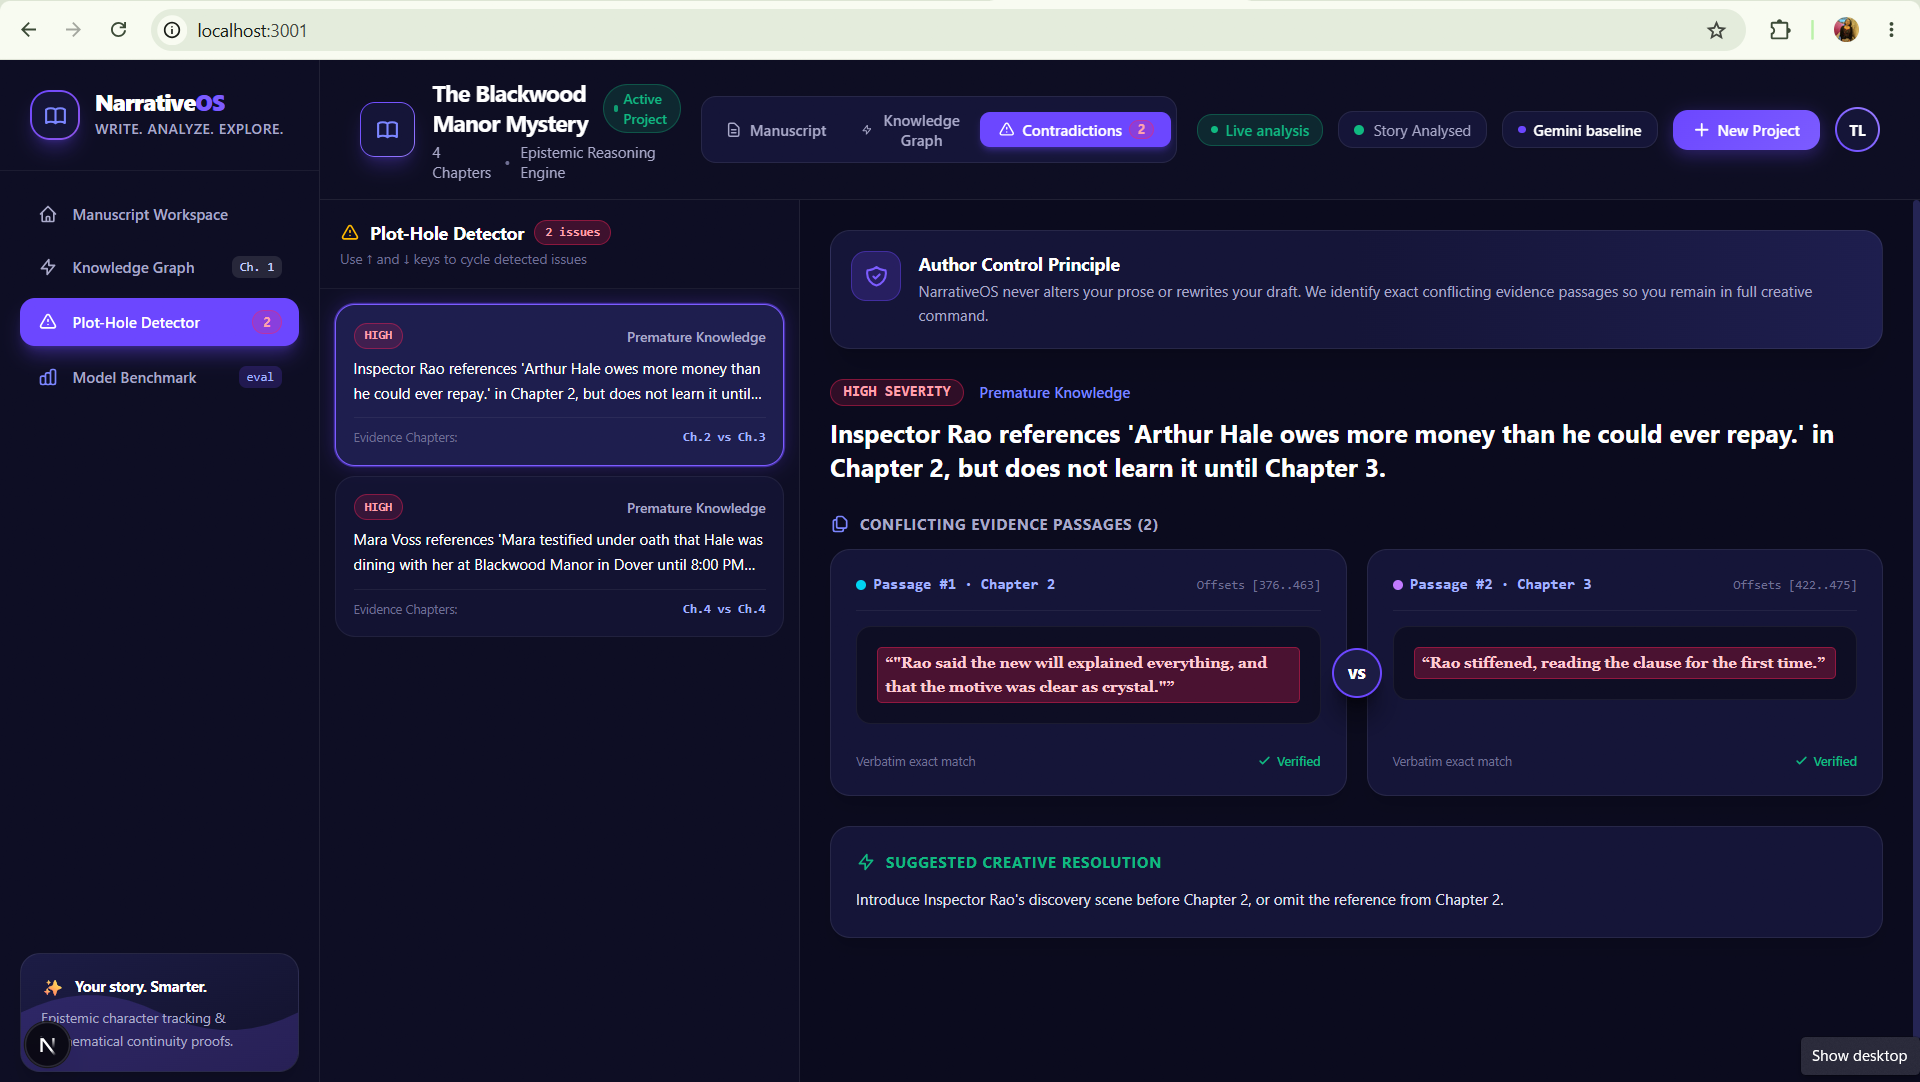 localhost:3001
NarrativeOS
WRITE. ANALYZE. EXPLORE.
Manuscript Workspace
Knowledge Graph
Ch. 1
Plot-Hole Detector
2
Model Benchmark
eval
Your story. Smarter.
Epistemic character tracking &
ematical continuity proofs.
N
The Blackwood
Manor Mystery
Active
Project
4
Chapters
•
Epistemic Reasoning
Engine
Manuscript
Knowledge
Graph
Contradictions
2
Live analysis
Story Analysed
Gemini baseline
+ New Project
TL
Plot-Hole Detector
2 issues
Use ↑ and ↓ keys to cycle detected issues
HIGH
Premature Knowledge
Inspector Rao references 'Arthur Hale owes more money than
he could ever repay.' in Chapter 2, but does not learn it until...
Evidence Chapters:
Ch.2 vs Ch.3
HIGH
Premature Knowledge
Mara Voss references 'Mara testified under oath that Hale was
dining with her at Blackwood Manor in Dover until 8:00 PM...
Evidence Chapters:
Ch.4 vs Ch.4
Author Control Principle
NarrativeOS never alters your prose or rewrites your draft. We identify exact conflicting evidence passages so you remain in full creative
command.
HIGH SEVERITY
Premature Knowledge
Inspector Rao references 'Arthur Hale owes more money than he could ever repay.' in
Chapter 2, but does not learn it until Chapter 3.
CONFLICTING EVIDENCE PASSAGES (2)
Passage #1 · Chapter 2
Offsets [376..463]
“"Rao said the new will explained everything, and
that the motive was clear as crystal."”
Verbatim exact match
Verified
VS
Passage #2 · Chapter 3
Offsets [422..475]
“Rao stiffened, reading the clause for the first time.”
Verbatim exact match
Verified
SUGGESTED CREATIVE RESOLUTION
Introduce Inspector Rao's discovery scene before Chapter 2, or omit the reference from Chapter 2.
Show desktop